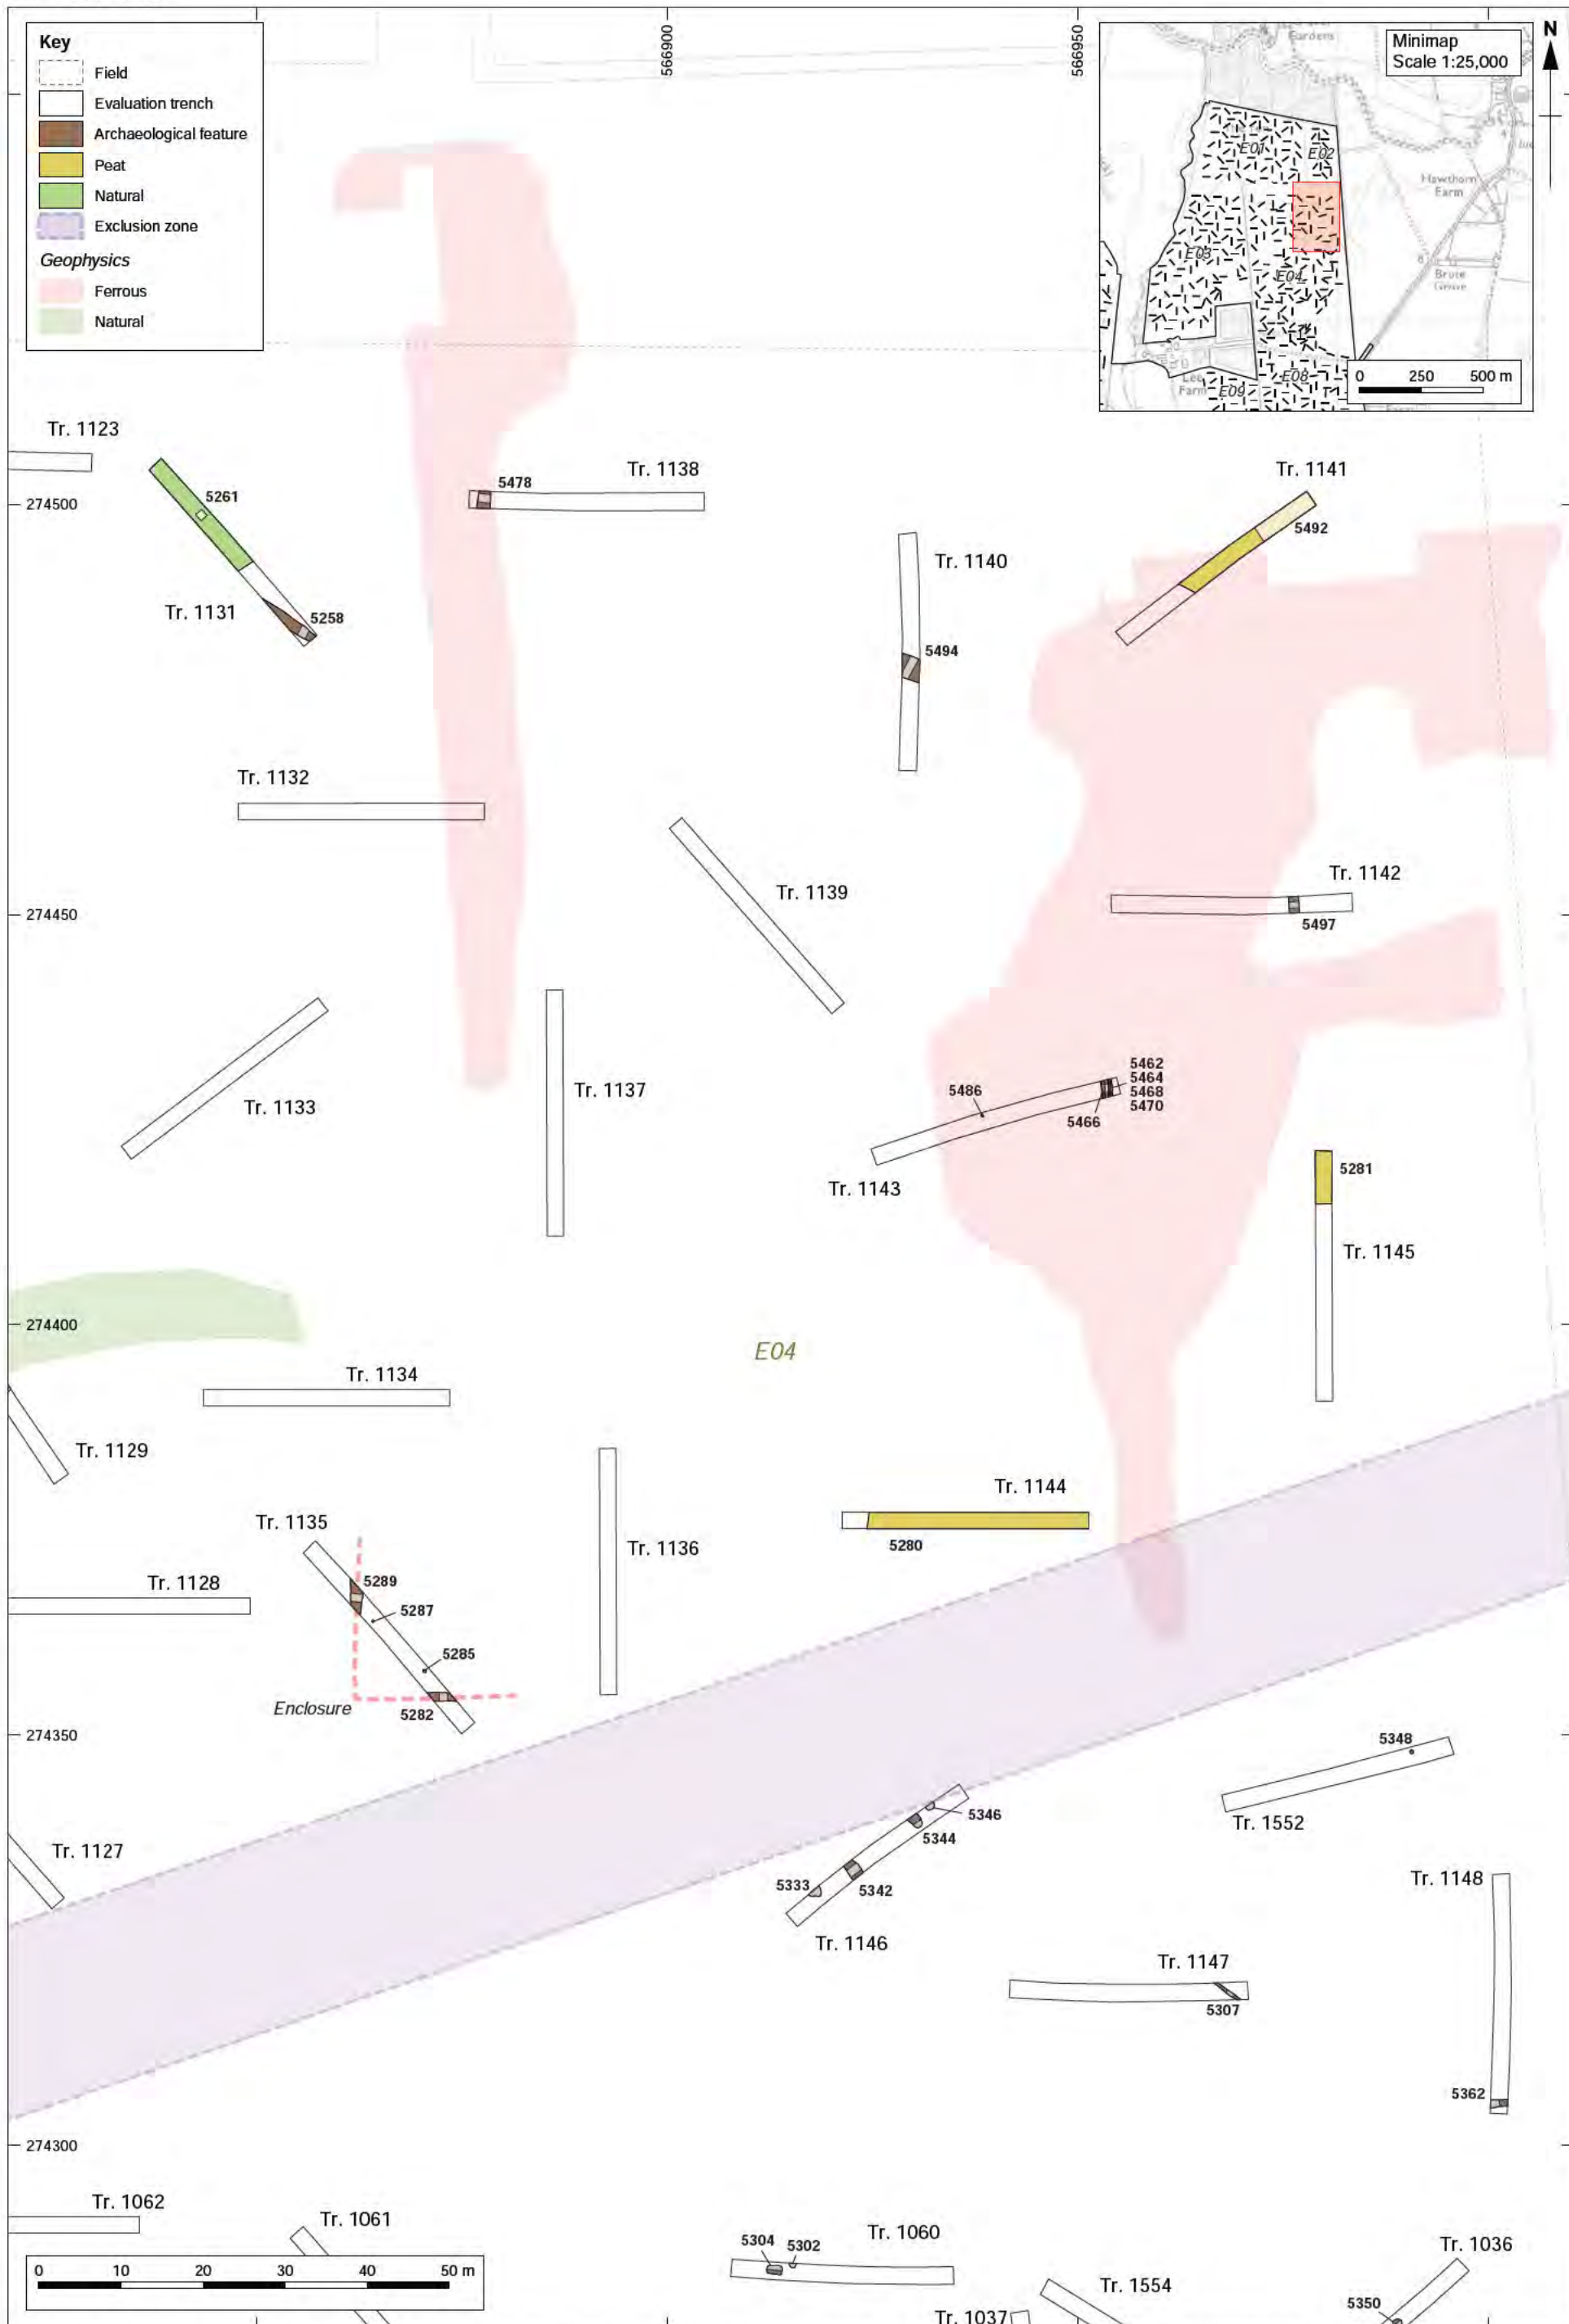 Key
Field
Evaluation trench
Archaeological feature
Peat
Natural
Exclusion zone
Geophysics
Ferrous
Natural
566900
566950
Minimap
Scale 1:25,000
N
Gardens
E01
E02
Hawthorn
Farm
E03
E04
Brute
Grove
Lee
Farm
E09
E08
0 250 500 m
Tr. 1123
5261
Tr. 1131
5258
5478
Tr. 1138
Tr. 1141
5492
274500
Tr. 1140
5494
Tr. 1132
Tr. 1139
Tr. 1142
5497
274450
Tr. 1133
Tr. 1137
5486
5462
5464
5468
5470
5466
Tr. 1143
5281
Tr. 1145
274400
E04
Tr. 1134
Tr. 1129
Tr. 1144
5280
Tr. 1135
Tr. 1136
Tr. 1128
5289
5287
5285
Enclosure
5282
274350
5348
Tr. 1552
5346
5344
5333
5342
Tr. 1146
Tr. 1127
Tr. 1148
Tr. 1147
5307
5362
274300
Tr. 1062
Tr. 1061
5304
5302
Tr. 1060
Tr. 1036
Tr. 1554
5350
Tr. 1037
0 10 20 30 40 50 m